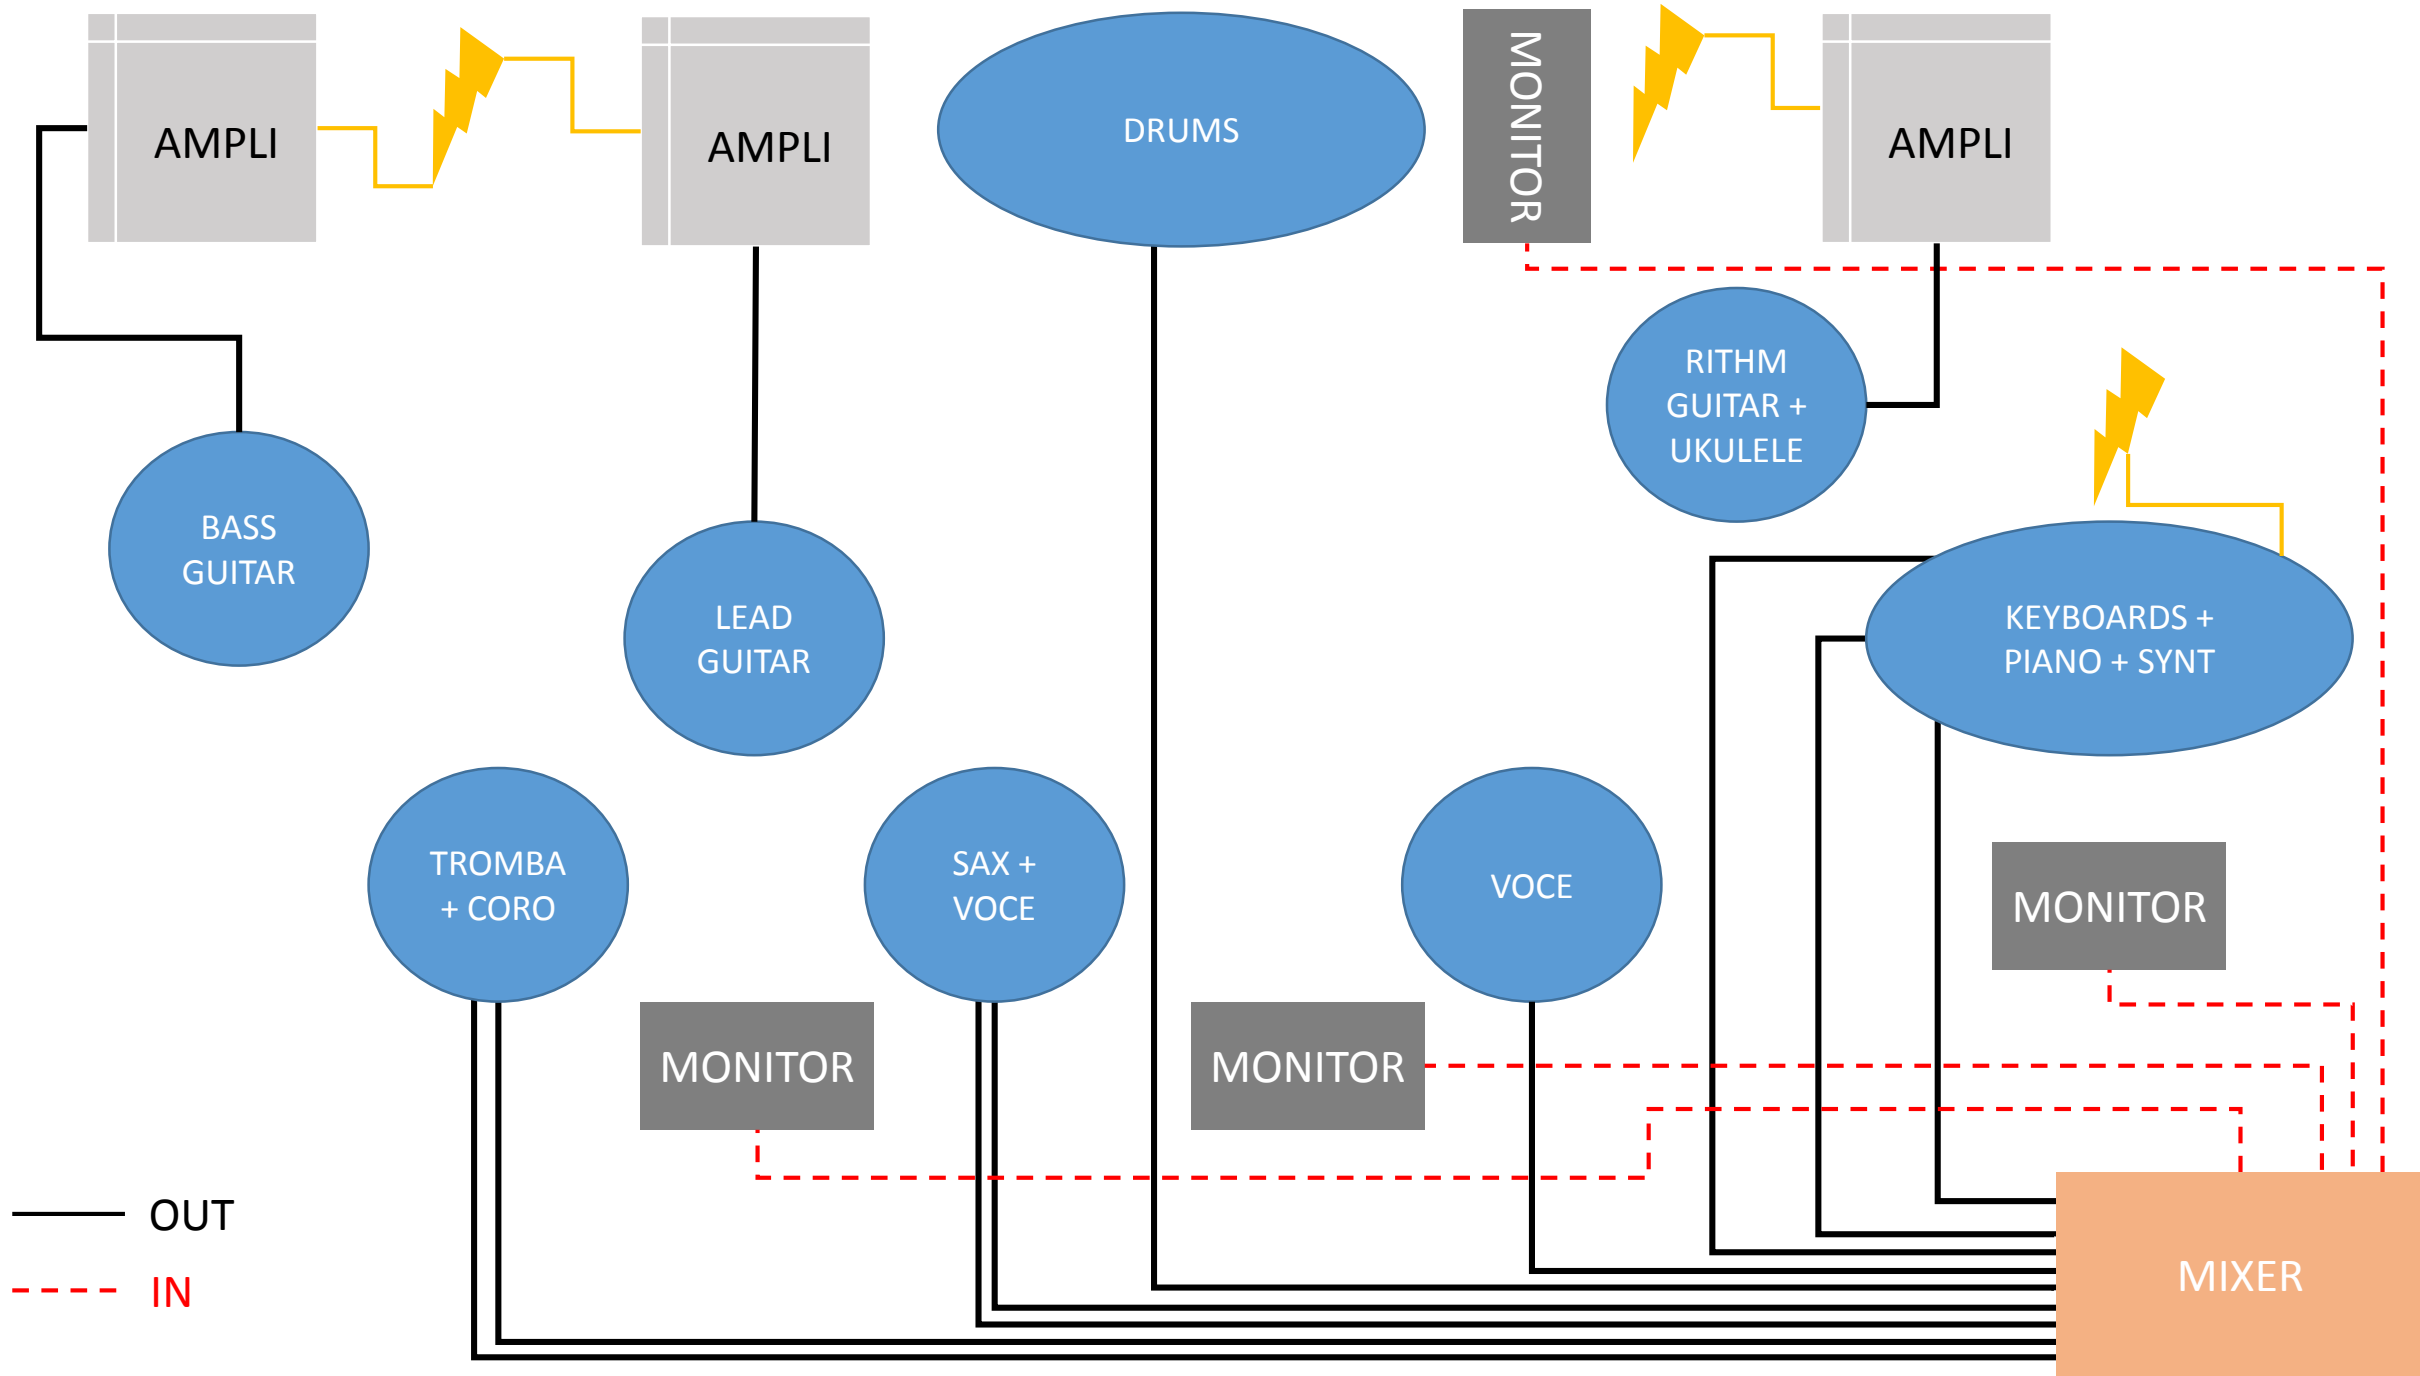 AMPLI
AMPLI
DRUMS
MONITOR
AMPLI
RITHM
GUITAR +
UKULELE
BASS
GUITAR
LEAD
GUITAR
KEYBOARDS +
PIANO + SYNT
TROMBA
+ CORO
SAX +
VOCE
VOCE
MONITOR
MONITOR
MONITOR
OUT
IN
MIXER